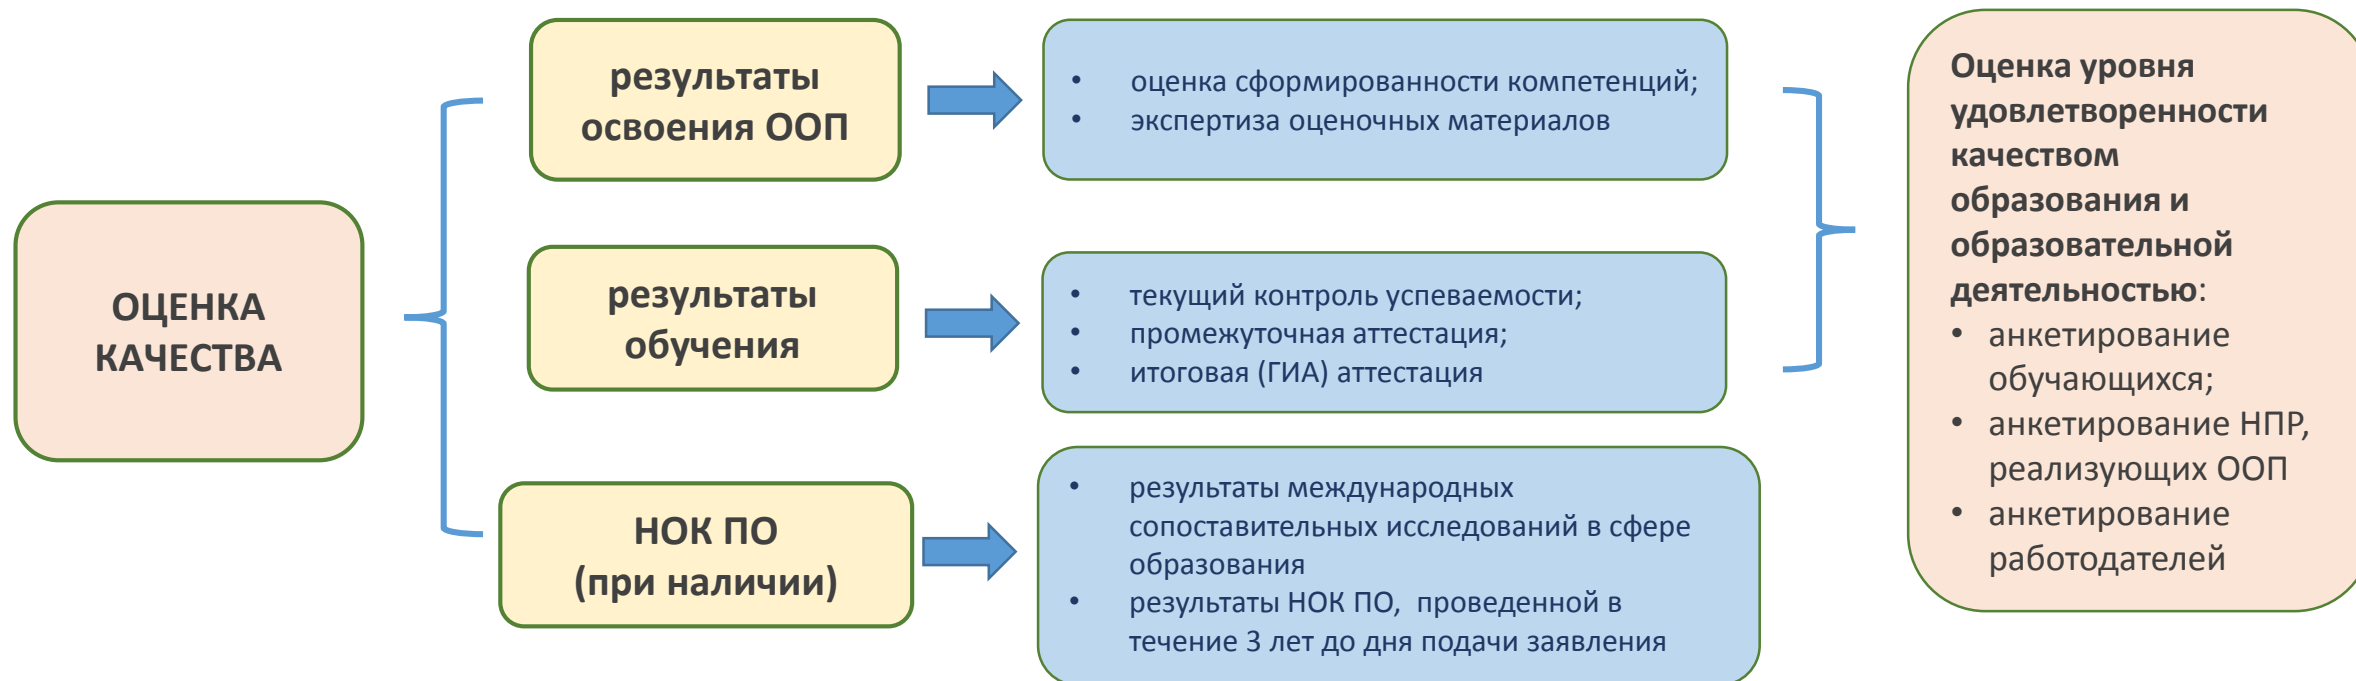 ОЦЕНКА
КАЧЕСТВА
результаты
освоения ООП
• оценка сформированности компетенций;
• экспертиза оценочных материалов
результаты
обучения
• текущий контроль успеваемости;
• промежуточная аттестация;
• итоговая (ГИА) аттестация
НОК ПО
(при наличии)
• результаты международных
сопоставительных исследований в сфере
образования
• результаты НОК ПО, проведенной в
течение 3 лет до дня подачи заявления
Оценка уровня
удовлетворенности
качеством
образования и
образовательной
деятельностью:
• анкетирование
обучающихся;
• анкетирование НПР,
реализующих ООП
• анкетирование
работодателей